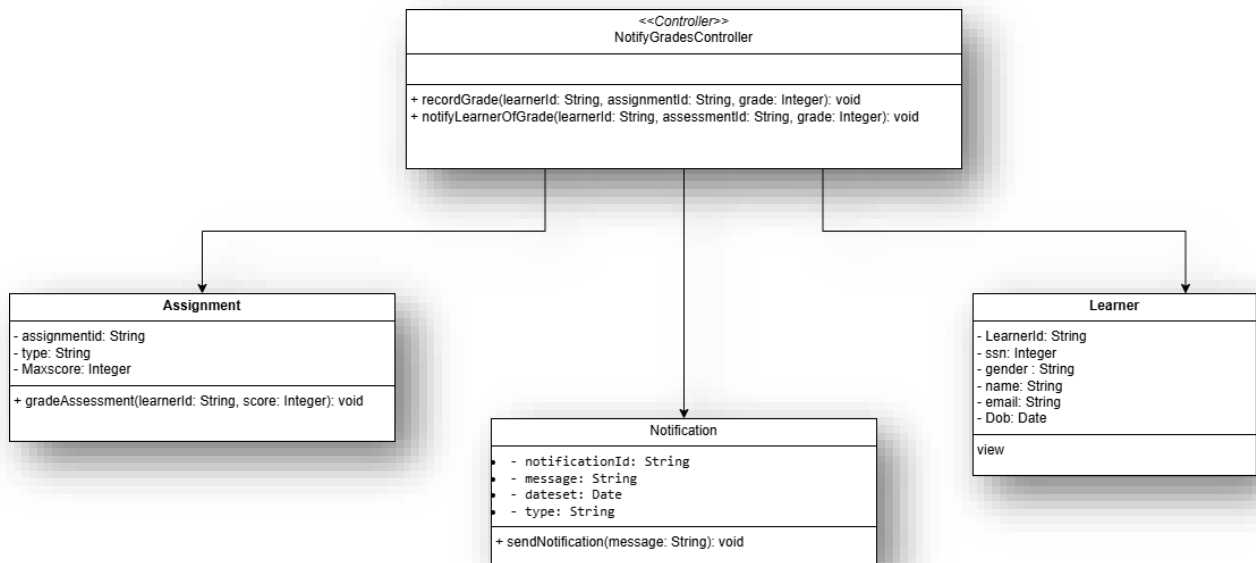 <<Controller>>
NotifyGradesController
+ recordGrade(learnerId: String, assignmentId: String, grade: Integer): void
+ notifyLearnerOfGrade(learnerId: String, assessmentId: String, grade: Integer): void
Assignment
- assignmentid: String
- type: String
- Maxscore: Integer
+ gradeAssessment(learnerId: String, score: Integer): void
Notification
- notificationId: String
- message: String
- dateset: Date
- type: String
+ sendNotification(message: String): void
Learner
- LearnerId: String
- ssn: Integer
- gender : String
- name: String
- email: String
- Dob: Date
view